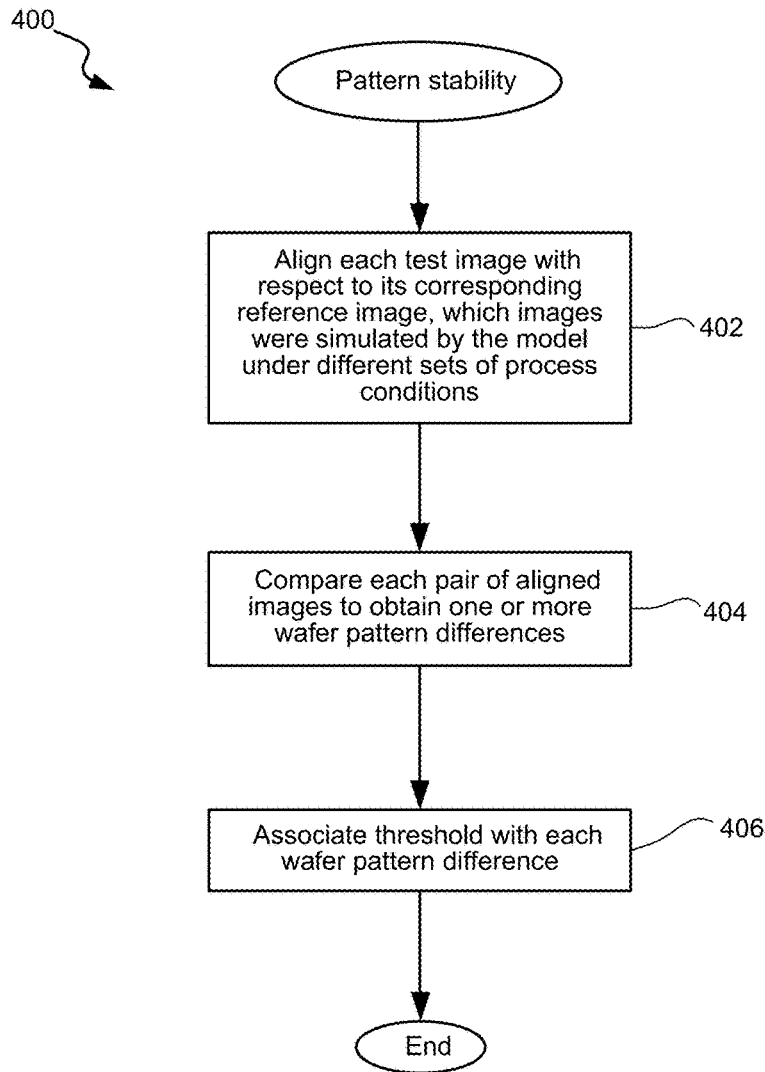 400
Pattern stability
Align each test image with
respect to its corresponding
reference image, which images
were simulated by the model
under different sets of process
conditions
402
Compare each pair of aligned
images to obtain one or more
wafer pattern differences
404
Associate threshold with each
wafer pattern difference
406
End